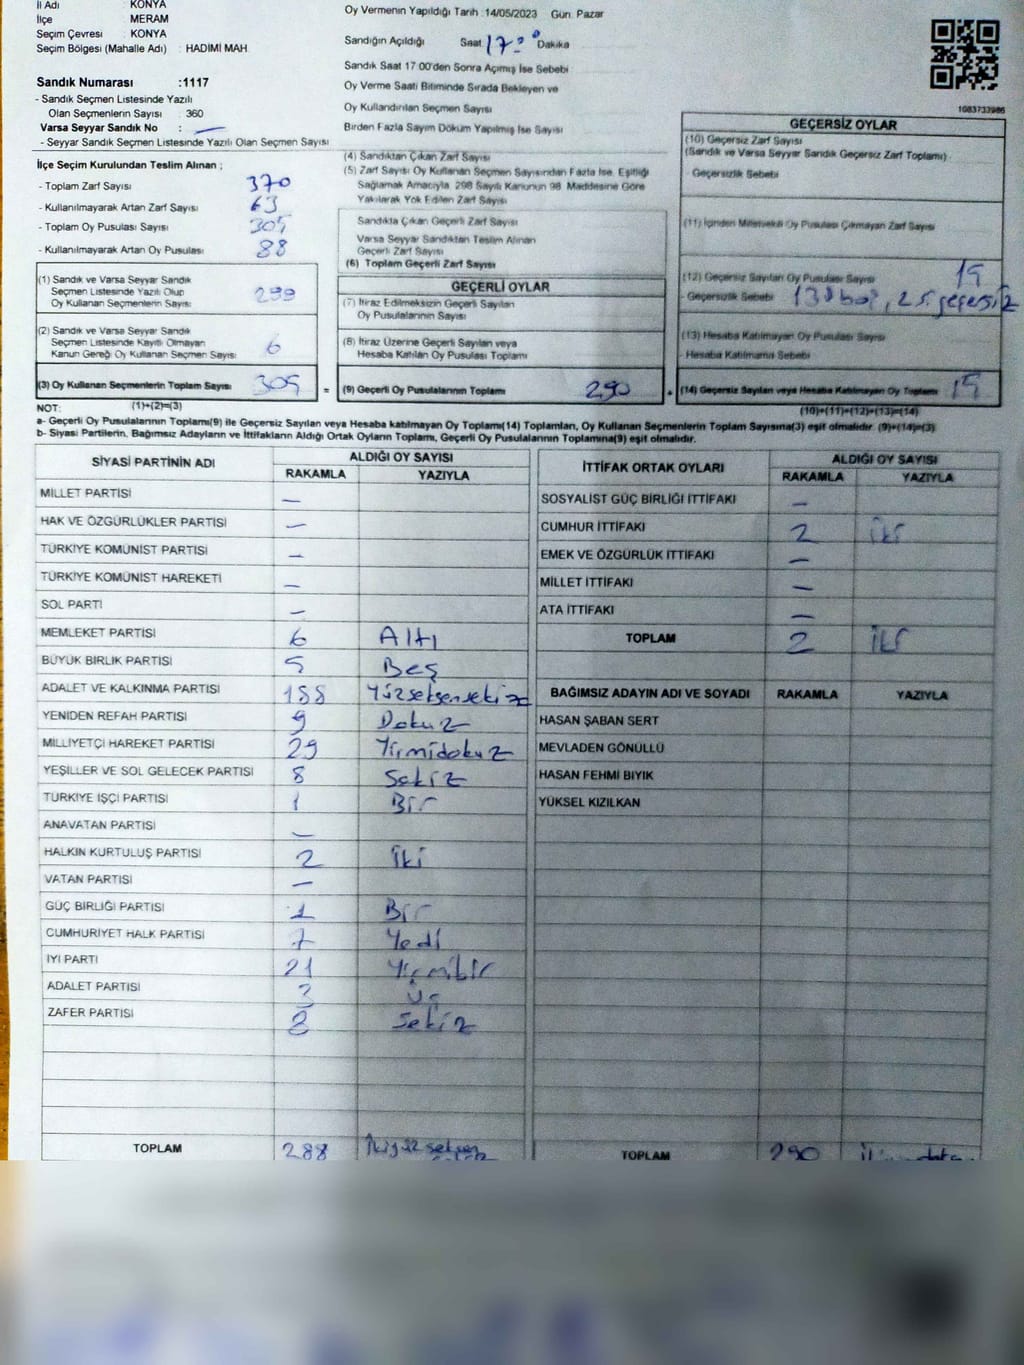 İl Adı : KONYA
İlçe MERAM
Seçim Çevresi : KONYA
Seçim Bölgesi (Mahalle Adı) : HADIMI MAH
Sandık Numarası :1117
- Sandık Seçmen Listesinde Yazılı
Olan Seçmenlerin Sayısı : 360
Varsa Seyyar Sandık No : —
- Seyyar Sandık Seçmen Listesinde Yazılı Olan Seçmen Sayısı
İlçe Seçim Kurulundan Teslim Alınan ;
- Toplam Zarf Sayısı 370
- Kullanılmayarak Artan Zarf Sayısı 63
- Toplam Oy Pusulası Sayısı
- Kullanılmayarak Artan Oy Pusulası 88
(1) Sandık ve Varsa Seyyar Sandık
Seçmen Listesinde Yazılı Olup
Oy Kullanan Seçmenlerin Sayısı 299
(2) Sandık ve Varsa Seyyar Sandık
Seçmen Listesinde Kayıtlı Olmayan
Kanun Gereği Oy Kullanan Seçmen Sayısı 6
(3) Oy Kullanan Seçmenlerin Toplam Sayısı 305 =
(1)+(2)=(3)
Oy Vermenin Yapıldığı Tarih :14/05/2023 Gün: Pazar
Sandığın Açıldığı Saat 17:00 Dakika
Sandık Saat 17:00'den Sonra Açımış İse Sebebi
Oy Verme Saati Bitiminde Sırada Bekleyen ve
Oy Kullandırılan Seçmen Sayısı
Birden Fazla Sayım Döküm Yapılmış İse Sayısı
(4) Sandıktan Çıkan Zarf Sayısı
(5) Zarf Sayısı Oy Kullanan Seçmen Sayısından Fazla İse, Eşitliği
Sağlamak Amacıyla 298 Sayılı Kanunun 98. Maddesine Göre
Yakılarak Yok Edilen Zarf Sayısı
Sandıkta Çıkan Geçerli Zarf Sayısı
Varsa Seyyar Sandıktan Teslim Alınan
Geçerli Zarf Sayısı
(6) Toplam Geçerli Zarf Sayısı
GEÇERLİ OYLAR
(7) İtiraz Edilmeksizin Geçerli Sayılan
Oy Pusulalarının Sayısı
(8) İtiraz Üzerine Geçerli Sayılan veya
Hesaba Katılan Oy Pusulası Toplamı
(9) Geçerli Oy Pusulalarının Toplamı 290
1083733986
GEÇERSİZ OYLAR
(10) Geçersiz Zarf Sayısı
(Sandık ve Varsa Seyyar Sandık Geçersiz Zarf Toplamı)
- Geçersizlik Sebebi
(11) İçinden Milletvekili Oy Pusulası Çıkmayan Zarf Sayısı
(12) Geçersiz Sayılan Oy Pusulası Sayısı 15
- Geçersizlik Sebebi geçersiz
(13) Hesaba Katılmayan Oy Pusulası Sayısı
- Hesaba Katılmama Sebebi
(14) Geçersiz Sayılan veya Hesaba Katılmayan Oy Toplamı 15
(10)+(11)+(12)+(13)=(14)
NOT:
a- Geçerli Oy Pusulalarının Toplamı(9) ile Geçersiz Sayılan veya Hesaba katılmayan Oy Toplamı(14) Toplamları, Oy Kullanan Seçmenlerin Toplam Sayısına(3) eşit olmalıdır. (9)+(14)=(3)
b- Siyasi Partilerin, Bağımsız Adayların ve İttifakların Aldığı Ortak Oyların Toplamı, Geçerli Oy Pusulalarının Toplamına(9) eşit olmalıdır.
SİYASİ PARTİNİN ADI ALDIĞI OY SAYISI
RAKAMLA YAZIYLA
MİLLET PARTİSİ —
HAK VE ÖZGÜRLÜKLER PARTİSİ —
TÜRKİYE KOMÜNİST PARTİSİ —
TÜRKİYE KOMÜNİST HAREKETİ —
SOL PARTİ —
MEMLEKET PARTİSİ 6 Altı
BÜYÜK BİRLİK PARTİSİ 5 Beş
ADALET VE KALKINMA PARTİSİ 188 Yüzseksensekiz
YENİDEN REFAH PARTİSİ 9 Dokuz
MİLLİYETÇİ HAREKET PARTİSİ 29 Yirmidokuz
YEŞİLLER VE SOL GELECEK PARTİSİ 8 Sekiz
TÜRKİYE İŞÇİ PARTİSİ 1 Bir
ANAVATAN PARTİSİ —
HALKIN KURTULUŞ PARTİSİ 2 İki
VATAN PARTİSİ —
GÜÇ BİRLİĞİ PARTİSİ 1 Bir
CUMHURİYET HALK PARTİSİ 7 Yedi
İYİ PARTİ 21 Yirmibir
ADALET PARTİSİ 3 Üç
ZAFER PARTİSİ 8 Sekiz
TOPLAM 288 İkiyüzseksen
İTTİFAK ORTAK OYLARI ALDIĞI OY SAYISI
RAKAMLA YAZIYLA
SOSYALİST GÜÇ BİRLİĞİ İTTİFAKI —
CUMHUR İTTİFAKI 2 İki
EMEK VE ÖZGÜRLÜK İTTİFAKI —
MİLLET İTTİFAKI —
ATA İTTİFAKI —
TOPLAM 2 İki
BAĞIMSIZ ADAYIN ADI VE SOYADI RAKAMLA YAZIYLA
HASAN ŞABAN SERT
MEVLADEN GÖNÜLLÜ
HASAN FEHMİ BIYIK
YÜKSEL KIZILKAN
TOPLAM 290